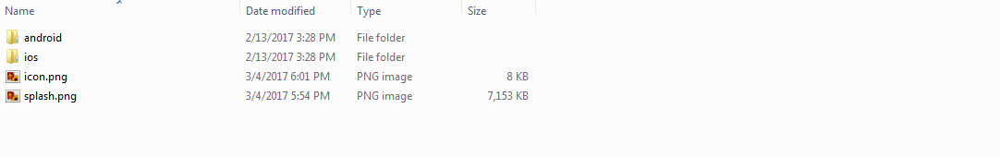 Name Date modified Type Size
android 2/13/2017 3:28 PM File folder
ios 2/13/2017 3:28 PM File folder
icon.png 3/4/2017 6:01 PM PNG image 8 KB
splash.png 3/4/2017 5:54 PM PNG image 7,153 KB